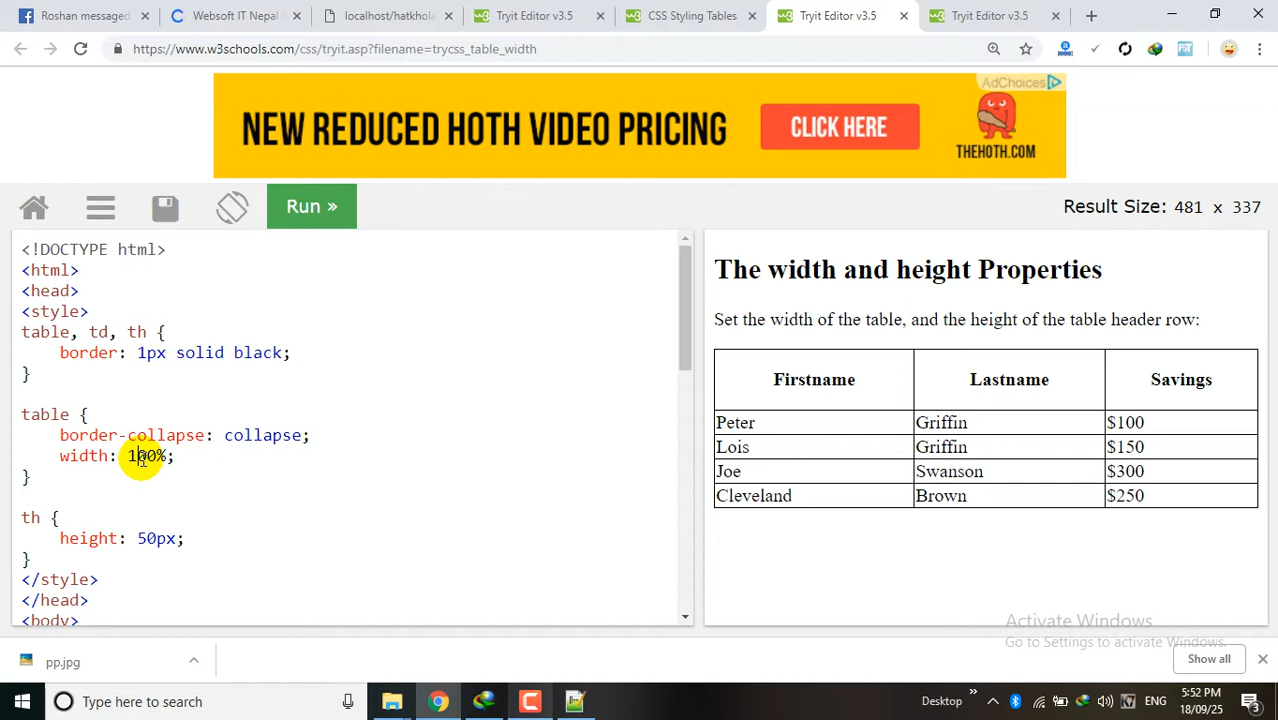 Roshan messaged
Websoft IT Nepal
localhost/hatkhola
Tryit Editor v3.5
CSS Styling Tables
Tryit Editor v3.5
Tryit Editor v3.5
https://www.w3schools.com/css/tryit.asp?filename=trycss_table_width
AdChoices
NEW REDUCED HOTH VIDEO PRICING
CLICK HERE
THEHOTH.COM
Run »
Result Size: 481 x 337
<!DOCTYPE html>
<html>
<head>
<style>
table, td, th {
border: 1px solid black;
}
table {
border-collapse: collapse;
width: 100%;
}
th {
height: 50px;
}
</style>
</head>
<body>
The width and height Properties
Set the width of the table, and the height of the table header row:
Firstname Lastname Savings
Peter Griffin $100
Lois Griffin $150
Joe Swanson $300
Cleveland Brown $250
Activate Windows
Go to Settings to activate Windows.
pp.jpg
Show all
Type here to search
Desktop
ENG
5:52 PM
18/09/25
3